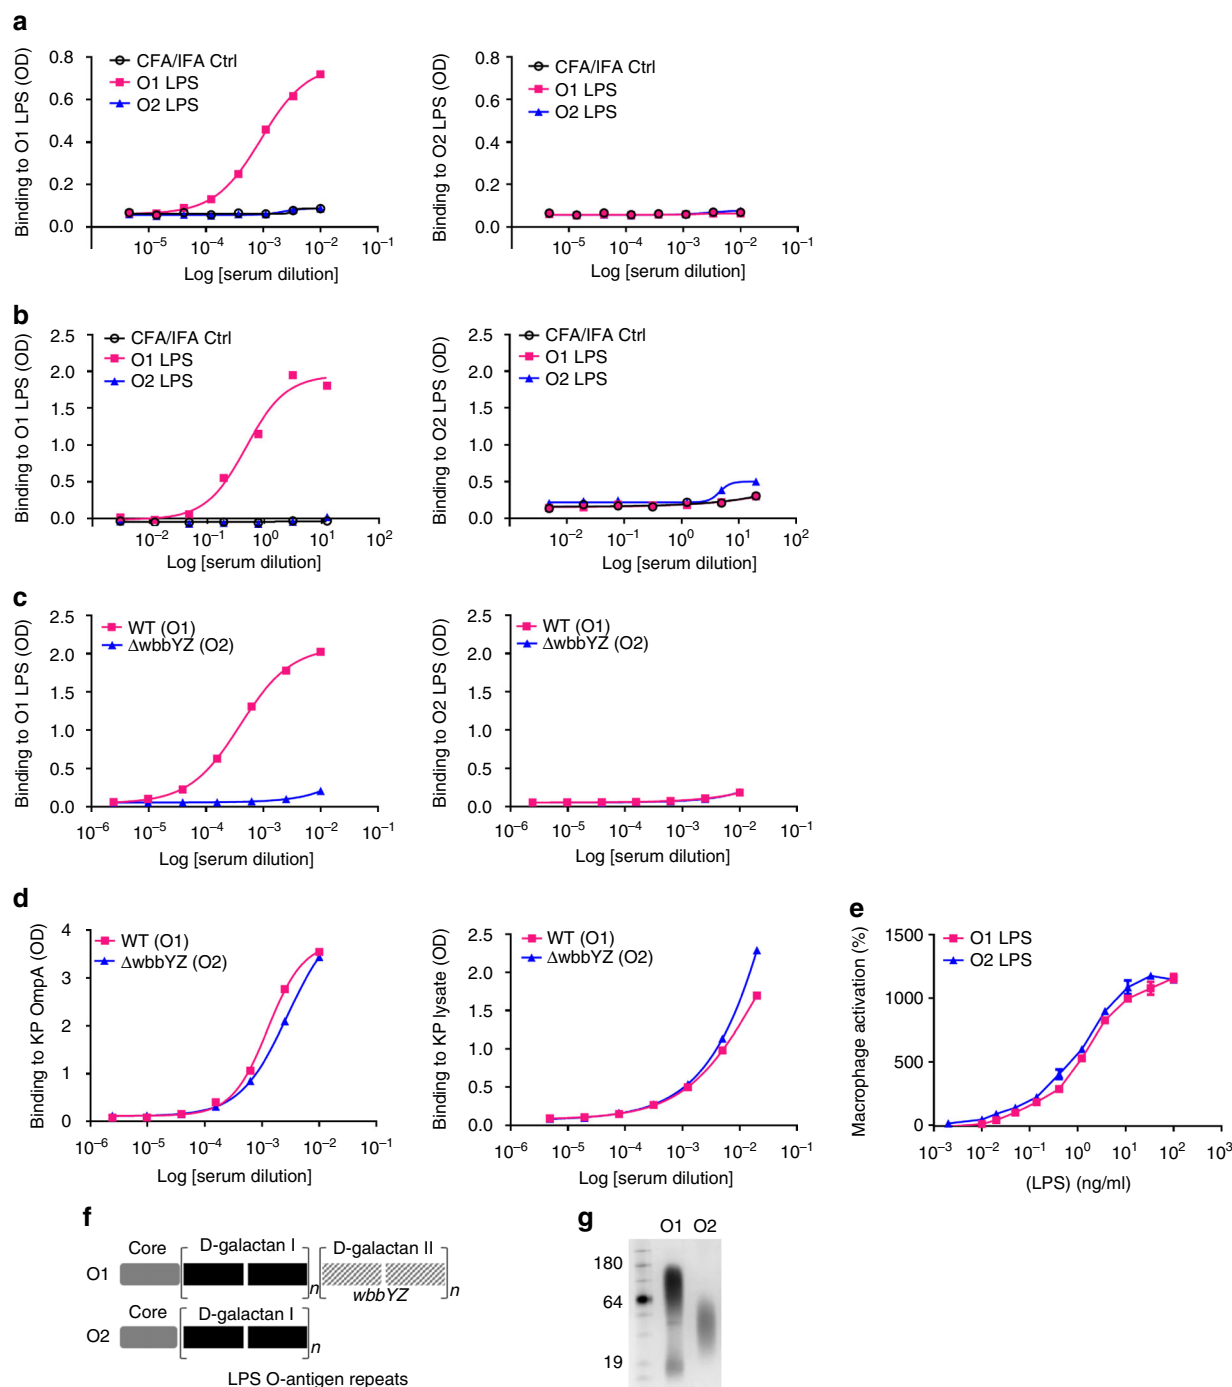 a
Binding to O1 LPS (OD)
0.8
0.6
0.4
0.2
0.0
CFA/IFA Ctrl
O1 LPS
O2 LPS
10⁻⁵ 10⁻⁴ 10⁻³ 10⁻² 10⁻¹
Log [serum dilution]
Binding to O2 LPS (OD)
0.8
0.6
0.4
0.2
0.0
CFA/IFA Ctrl
O1 LPS
O2 LPS
10⁻⁵ 10⁻⁴ 10⁻³ 10⁻² 10⁻¹
Log [serum dilution]
b
Binding to O1 LPS (OD)
2.5
2.0
1.5
1.0
0.5
0.0
CFA/IFA Ctrl
O1 LPS
O2 LPS
10⁻² 10⁻¹ 10⁰ 10¹ 10²
Log [serum dilution]
Binding to O2 LPS (OD)
2.5
2.0
1.5
1.0
0.5
0.0
CFA/IFA Ctrl
O1 LPS
O2 LPS
10⁻² 10⁻¹ 10⁰ 10¹ 10²
Log [serum dilution]
c
Binding to O1 LPS (OD)
2.5
2.0
1.5
1.0
0.5
0.0
WT (O1)
ΔwbbYZ (O2)
10⁻⁶ 10⁻⁵ 10⁻⁴ 10⁻³ 10⁻² 10⁻¹
Log [serum dilution]
Binding to O2 LPS (OD)
2.5
2.0
1.5
1.0
0.5
0.0
WT (O1)
ΔwbbYZ (O2)
10⁻⁶ 10⁻⁵ 10⁻⁴ 10⁻³ 10⁻² 10⁻¹
Log [serum dilution]
d
Binding to KP OmpA (OD)
4
3
2
1
0
WT (O1)
ΔwbbYZ (O2)
10⁻⁶ 10⁻⁵ 10⁻⁴ 10⁻³ 10⁻² 10⁻¹
Log [serum dilution]
Binding to KP lysate (OD)
2.5
2.0
1.5
1.0
0.5
0.0
WT (O1)
ΔwbbYZ (O2)
10⁻⁶ 10⁻⁵ 10⁻⁴ 10⁻³ 10⁻² 10⁻¹
Log [serum dilution]
e
Macrophage activation (%)
1500
1000
500
0
O1 LPS
O2 LPS
10⁻³ 10⁻² 10⁻¹ 10⁰ 10¹ 10² 10³
(LPS) (ng/ml)
f
Core D-galactan I D-galactan II
O1
n n
wbbYZ
Core D-galactan I
O2
n
LPS O-antigen repeats
g
O1 O2
180
64
19